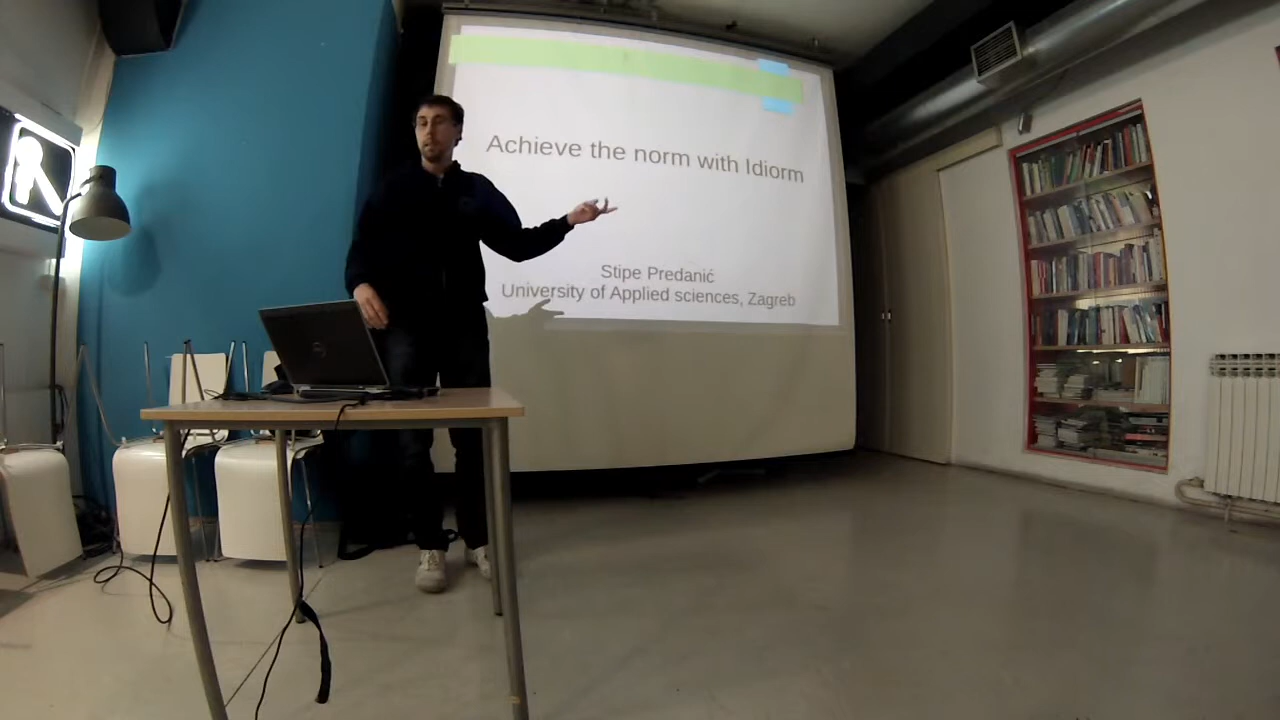 Achieve the norm with Idiorm
Stipe Predanić
University of Applied sciences, Zagreb